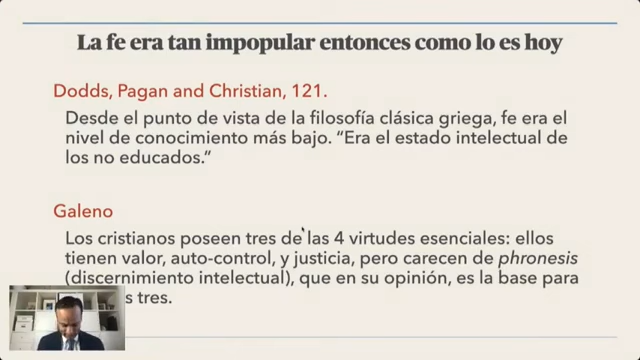 La fe era tan impopular entonces como lo es hoy
Dodds, Pagan and Christian, 121.
Desde el punto de vista de la filosofía clásica griega, fe era el
nivel de conocimiento más bajo. “Era el estado intelectual de
los no educados.”
Galeno
Los cristianos poseen tres de las 4 virtudes esenciales: ellos
tienen valor, auto-control, y justicia, pero carecen de phronesis
(discernimiento intelectual), que en su opinión, es la base para
tres.